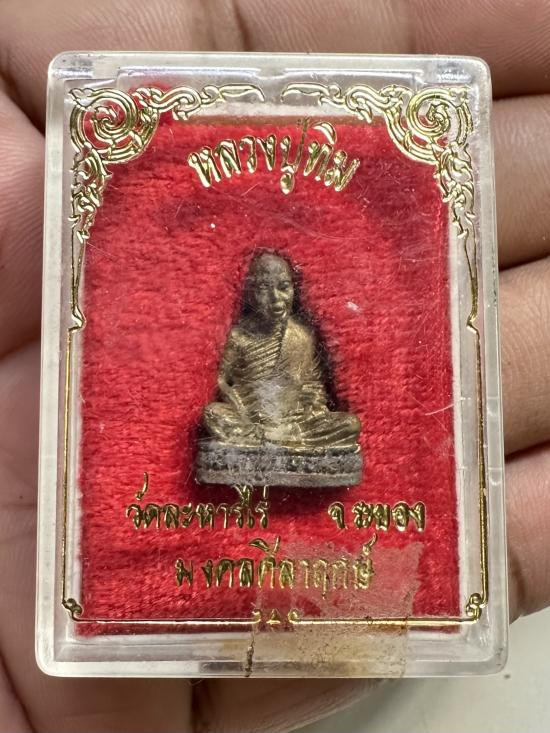 หลวงปู่ทิม
วัดละหารไร่ จ.ระยอง
มงคลศีลาฤกษ์